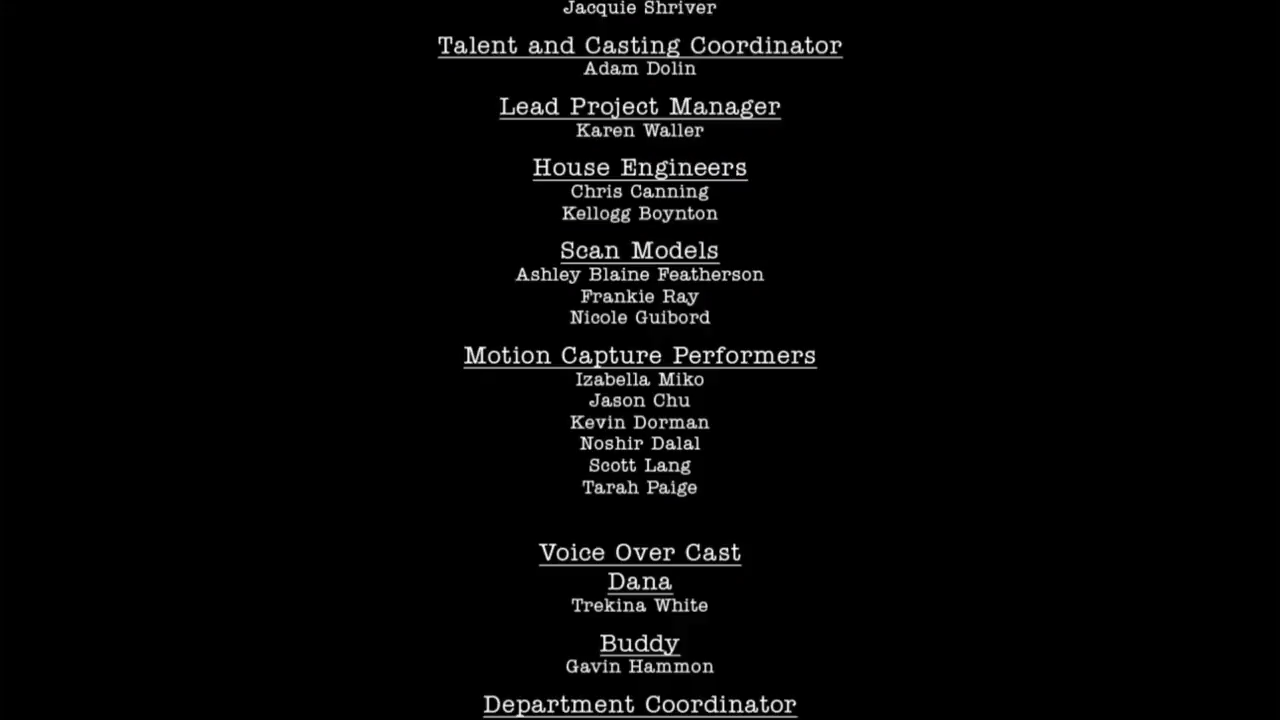 Jacquie Shriver
Talent and Casting Coordinator
Adam Dolin
Lead Project Manager
Karen Waller
House Engineers
Chris Canning
Kellogg Boynton
Scan Models
Ashley Blaine Featherson
Frankie Ray
Nicole Guibord
Motion Capture Performers
Izabella Miko
Jason Chu
Kevin Dorman
Noshir Dalal
Scott Lang
Tarah Paige
Voice Over Cast
Dana
Trekina White
Buddy
Gavin Hammon
Department Coordinator